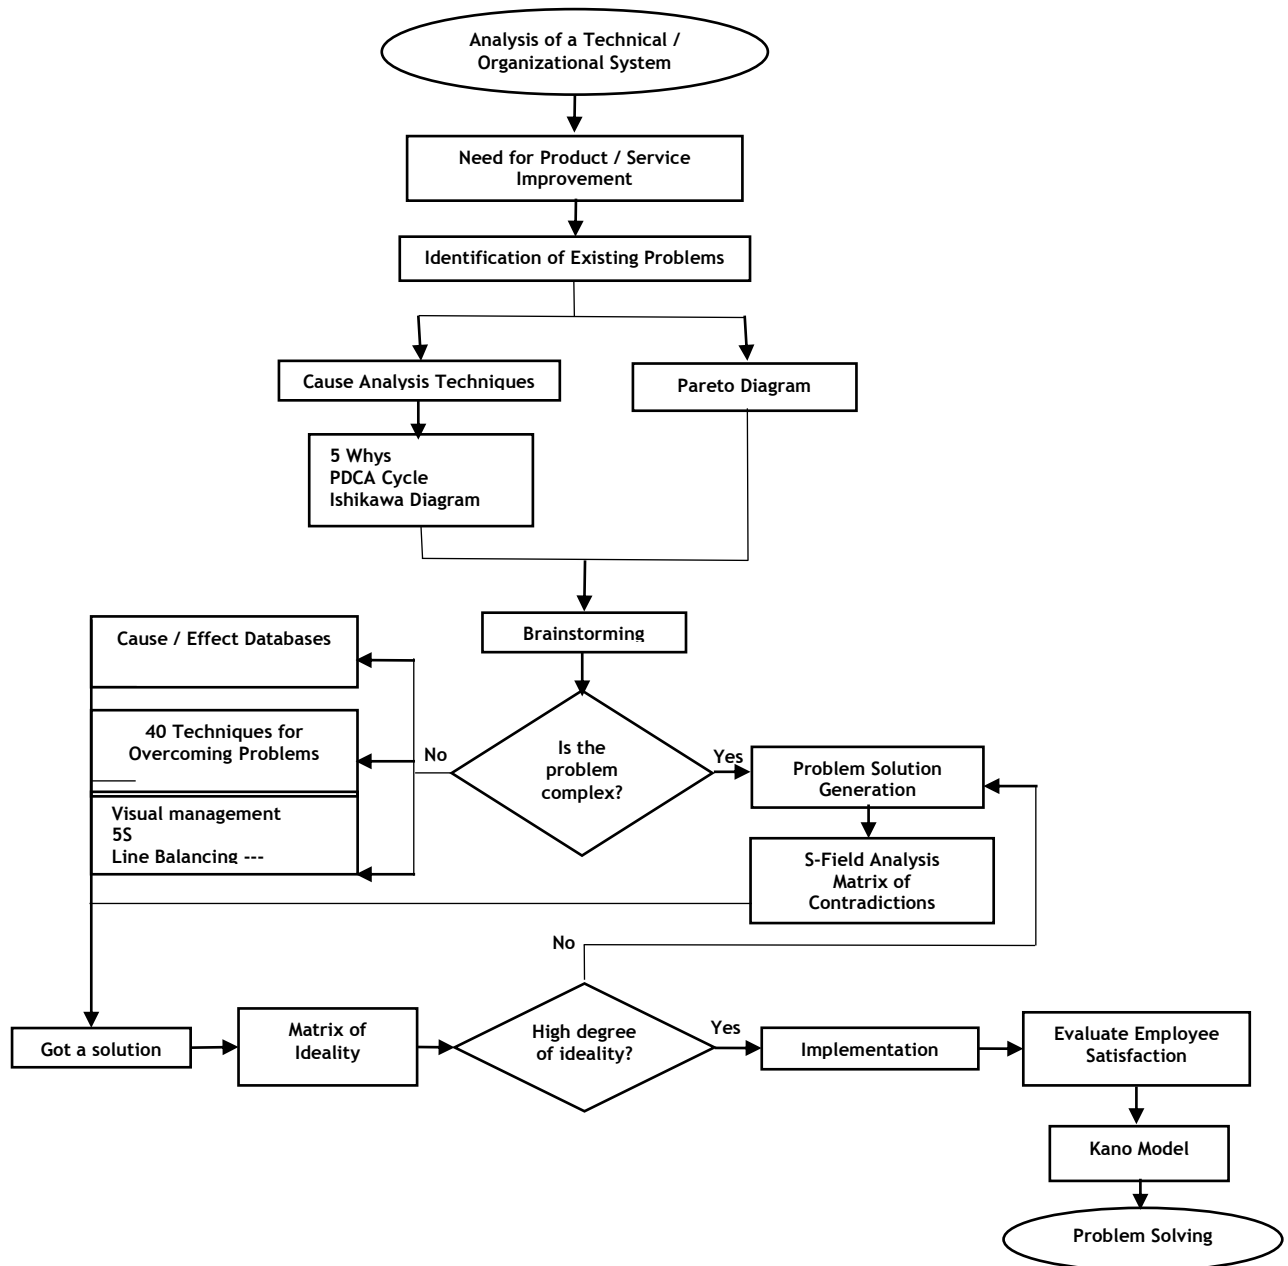 Analysis of a Technical /
Organizational System
Need for Product / Service
Improvement
Identification of Existing Problems
Cause Analysis Techniques
Pareto Diagram
5 Whys
PDCA Cycle
Ishikawa Diagram
Brainstorming
Cause / Effect Databases
40 Techniques for
Overcoming Problems
Visual management
5S
Line Balancing ---
No
Is the
problem
complex?
Yes
Problem Solution
Generation
S-Field Analysis
Matrix of
Contradictions
No
Got a solution
Matrix of
Ideality
High degree
of ideality?
Yes
Implementation
Evaluate Employee
Satisfaction
Kano Model
Problem Solving